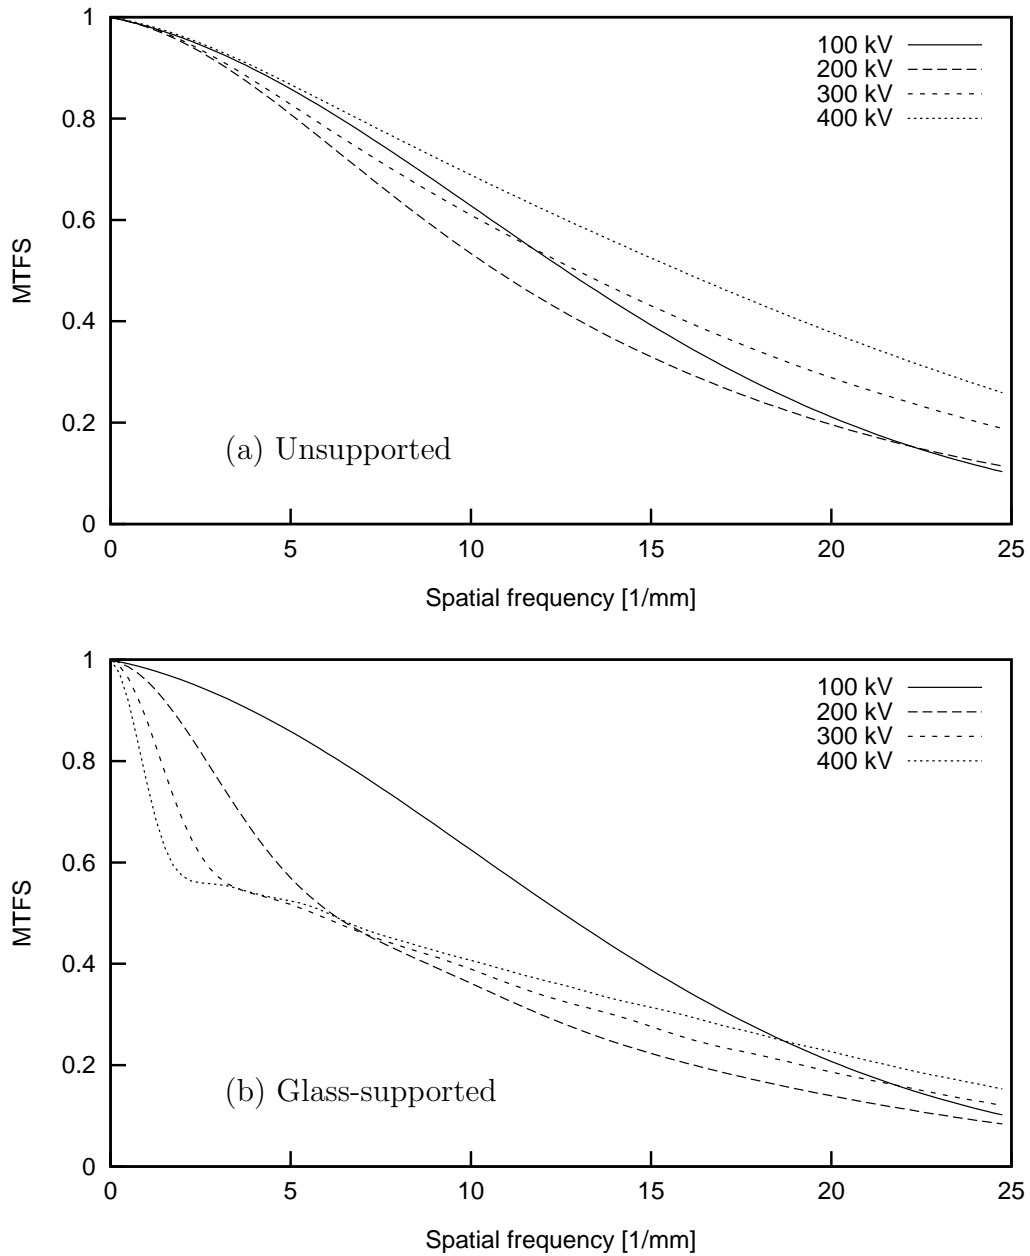 1
0.8
0.6
0.4
0.2
0
MTFS
100 kV
200 kV
300 kV
400 kV
(a) Unsupported
0 5 10 15 20 25
Spatial frequency [1/mm]
1
0.8
0.6
0.4
0.2
0
MTFS
100 kV
200 kV
300 kV
400 kV
(b) Glass-supported
0 5 10 15 20 25
Spatial frequency [1/mm]